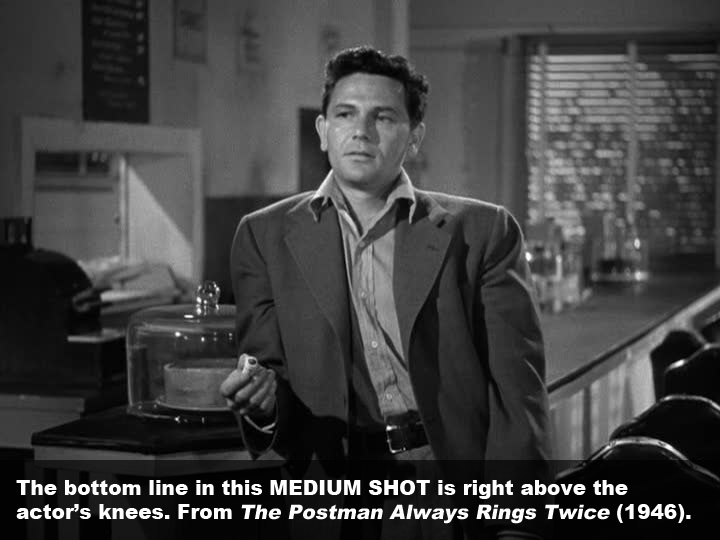 The bottom line in this MEDIUM SHOT is right above the
actor’s knees. From The Postman Always Rings Twice (1946).